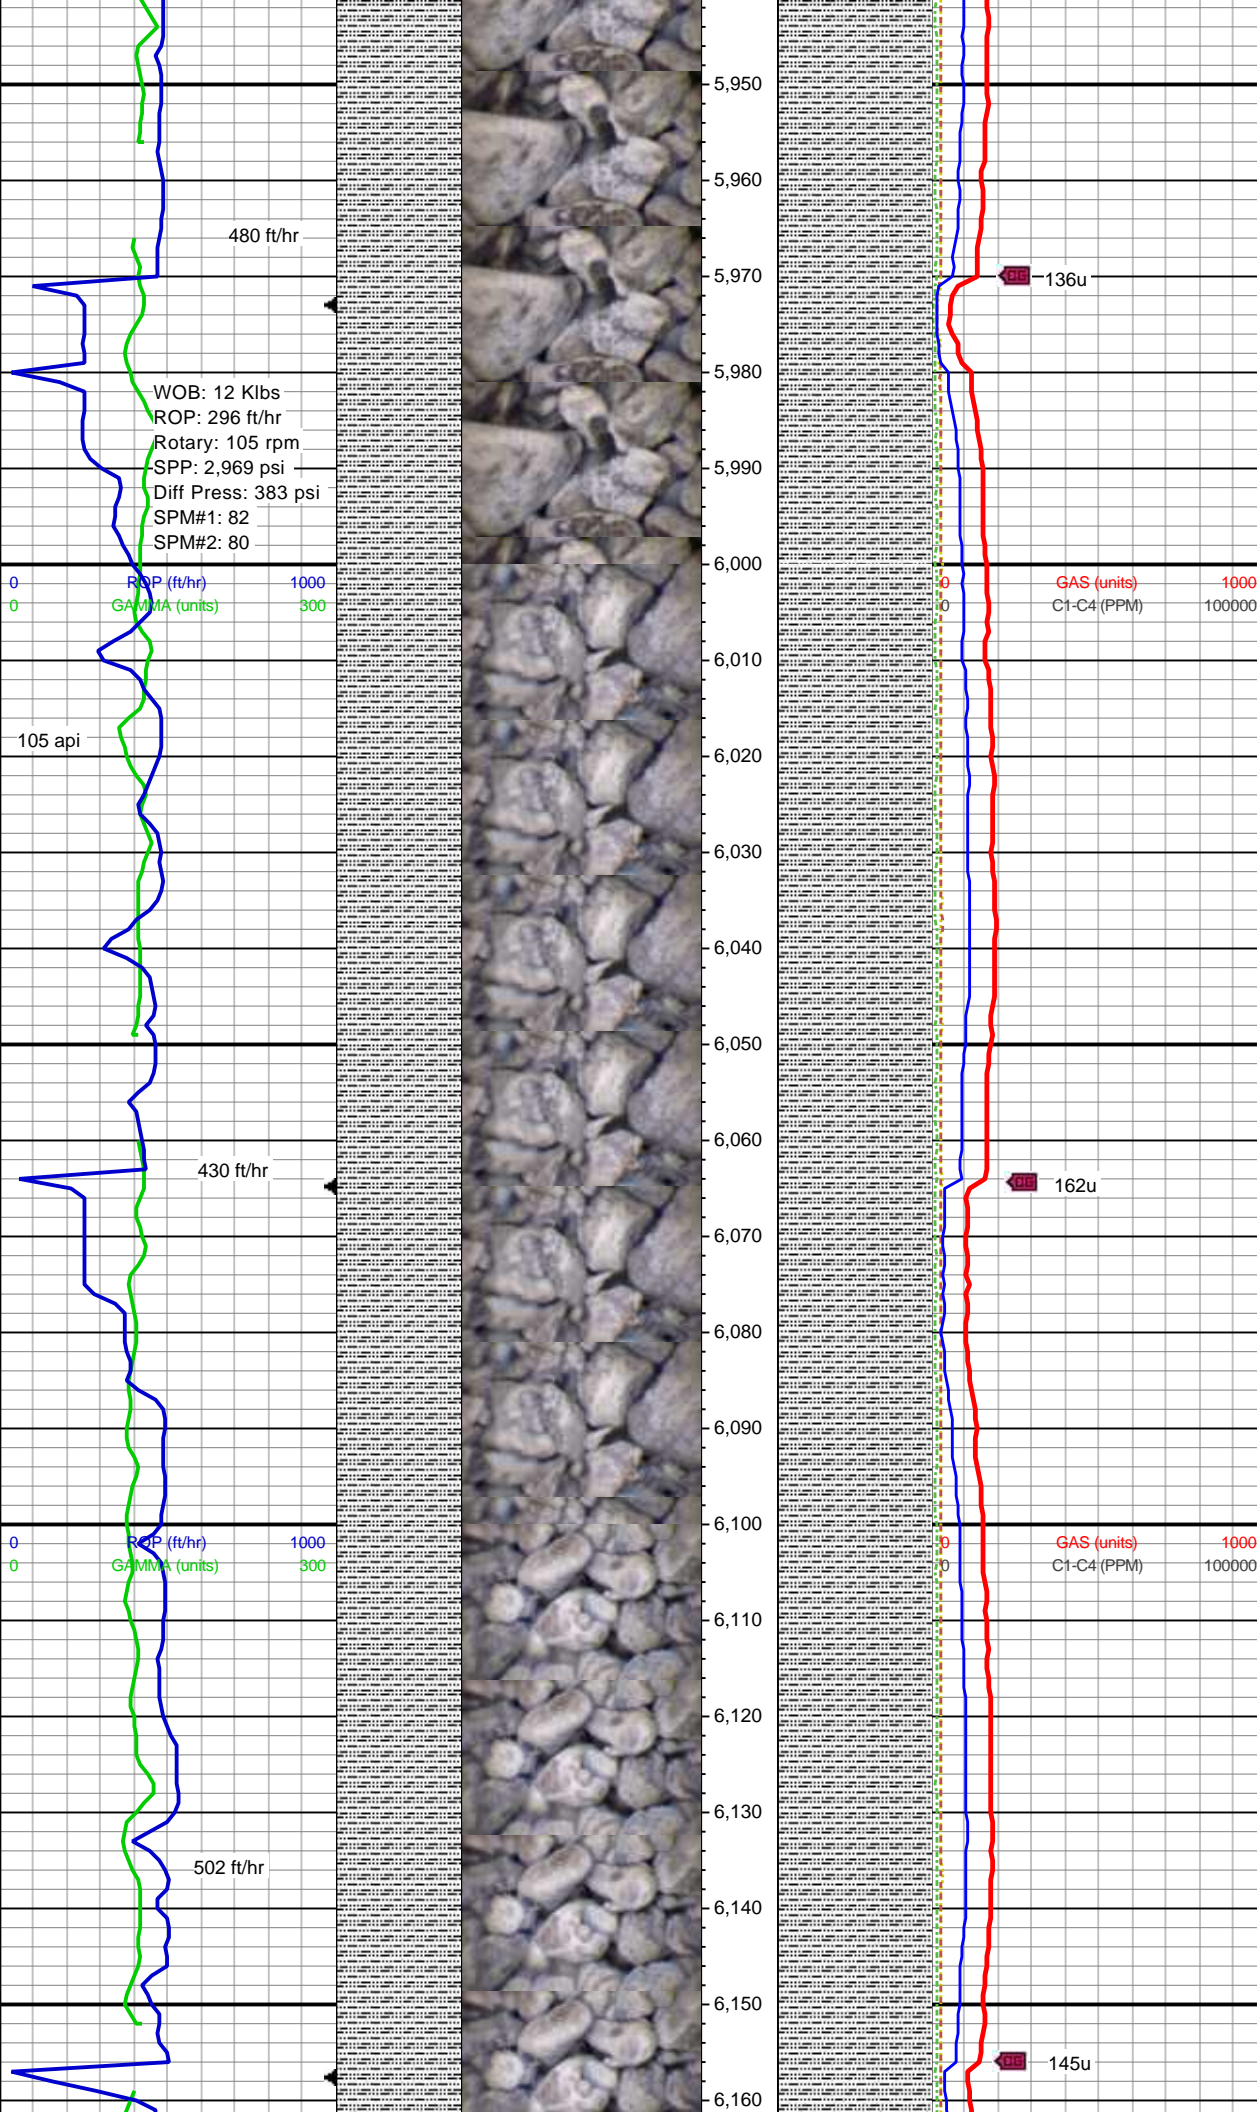 5,950
5,960
480 ft/hr
5,970
CG 136u
5,980
WOB: 12 Klbs
ROP: 296 ft/hr
Rotary: 105 rpm
SPP: 2,969 psi
5,990
Diff Press: 383 psi
SPM#1: 82
SPM#2: 80
6,000
0 ROP (ft/hr) 1000 0 GAS (units) 1000
0 GAMMA (units) 300 0 C1-C4 (PPM) 100000
6,010
105 api
6,020
6,030
6,040
6,050
6,060
430 ft/hr
CG 162u
6,070
6,080
6,090
6,100
0 ROP (ft/hr) 1000 0 GAS (units) 1000
0 GAMMA (units) 300 0 C1-C4 (PPM) 100000
6,110
6,120
6,130
502 ft/hr
6,140
6,150
CG 145u
6,160